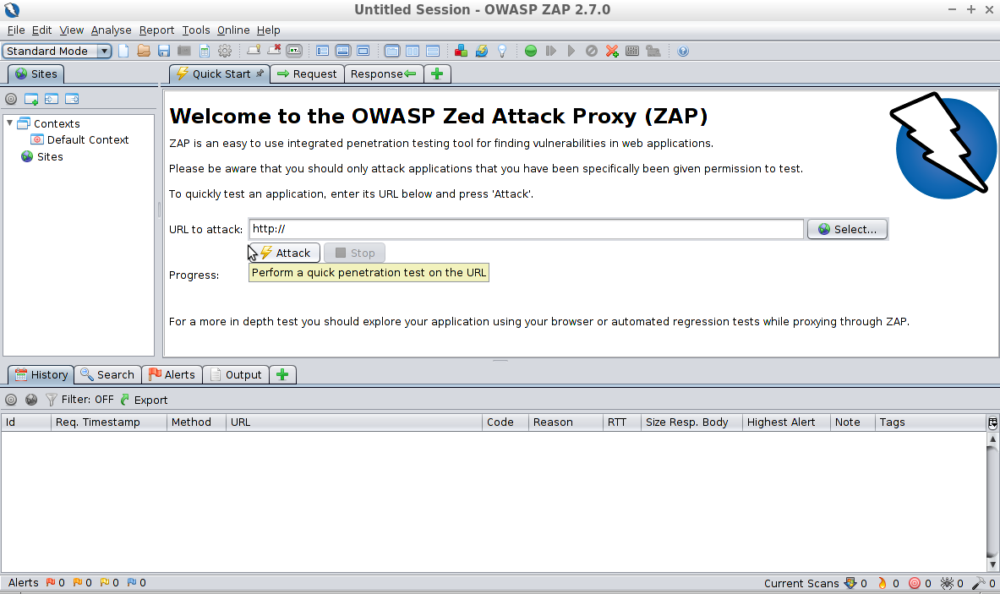 Untitled Session - OWASP ZAP 2.7.0
File Edit View Analyse Report Tools Online Help
Standard Mode
Sites
Quick Start Request Response
Contexts
Default Context
Sites
Welcome to the OWASP Zed Attack Proxy (ZAP)
ZAP is an easy to use integrated penetration testing tool for finding vulnerabilities in web applications.
Please be aware that you should only attack applications that you have been specifically been given permission to test.
To quickly test an application, enter its URL below and press 'Attack'.
URL to attack: http:// Select...
Attack Stop
Progress: Perform a quick penetration test on the URL
For a more in depth test you should explore your application using your browser or automated regression tests while proxying through ZAP.
History Search Alerts Output
Filter: OFF Export
Id Req. Timestamp Method URL Code Reason RTT Size Resp. Body Highest Alert Note Tags
Alerts 0 0 0 0 Current Scans 0 0 0 0 0